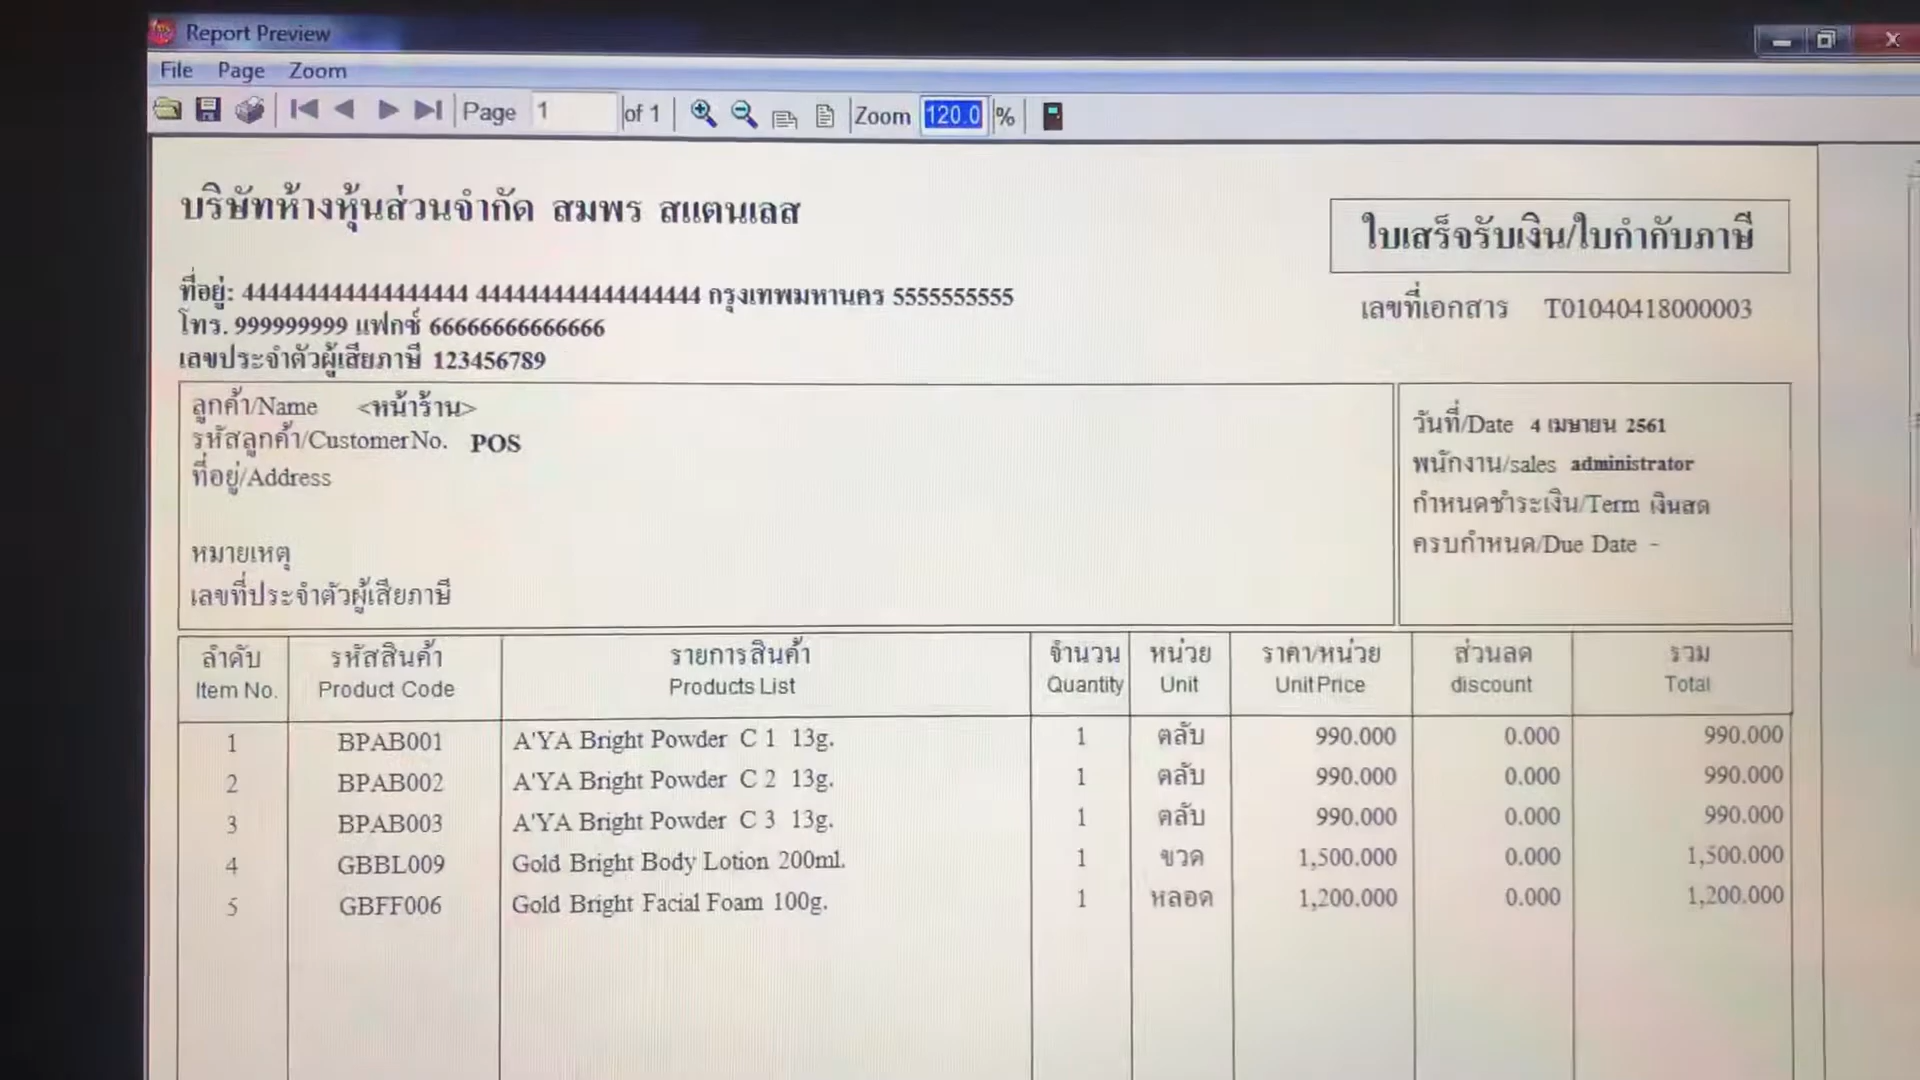 Report Preview
File Page Zoom
Page 1 of 1 Zoom 120.0 %
บริษัทห้างหุ้นส่วนจำกัด สมพร สแตนเลส
ใบเสร็จรับเงิน/ใบกำกับภาษี
ที่อยู่: 444444444444444444 444444444444444444 กรุงเทพมหานคร 5555555555
เลขที่เอกสาร T01040418000003
โทร. 999999999 แฟกซ์ 66666666666666
เลขประจำตัวผู้เสียภาษี 123456789
ลูกค้า/Name <หน้าร้าน>
รหัสลูกค้า/Customer No. POS
ที่อยู่/Address
หมายเหตุ
เลขที่ประจำตัวผู้เสียภาษี
วันที่/Date 4 เมษายน 2561
พนักงาน/sales administrator
กำหนดชำระเงิน/Term เงินสด
ครบกำหนด/Due Date -
ลำดับ รหัสสินค้า รายการสินค้า จำนวน หน่วย ราคา/หน่วย ส่วนลด รวม
Item No. Product Code Products List Quantity Unit Unit Price discount Total
1 BPAB001 A'YA Bright Powder C 1 13g. 1 ตลับ 990.000 0.000 990.000
2 BPAB002 A'YA Bright Powder C 2 13g. 1 ตลับ 990.000 0.000 990.000
3 BPAB003 A'YA Bright Powder C 3 13g. 1 ตลับ 990.000 0.000 990.000
4 GBBL009 Gold Bright Body Lotion 200ml. 1 ขวด 1,500.000 0.000 1,500.000
5 GBFF006 Gold Bright Facial Foam 100g. 1 หลอด 1,200.000 0.000 1,200.000